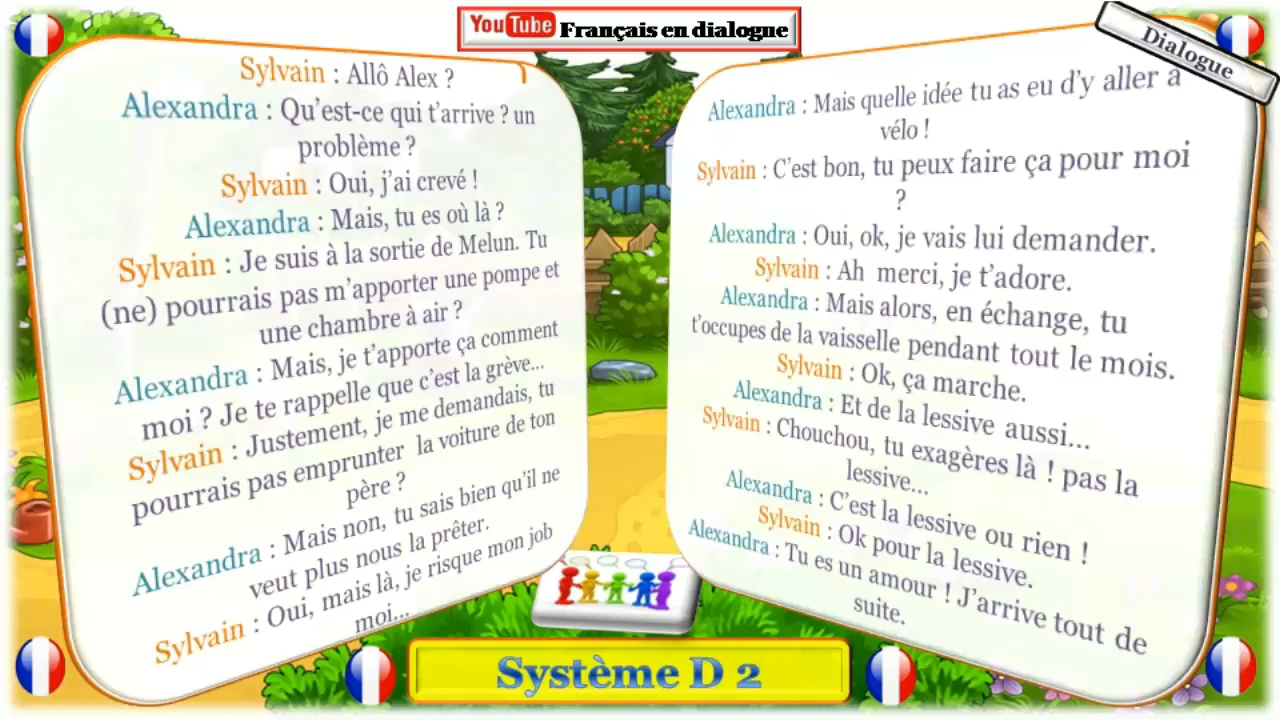 YouTube Français en dialogue
Dialogue
Sylvain : Allô Alex ?
Alexandra : Qu'est-ce qui t'arrive ? un
problème ?
Sylvain : Oui, j'ai crevé !
Alexandra : Mais, tu es où là ?
Sylvain : Je suis à la sortie de Melun. Tu
(ne) pourrais pas m'apporter une pompe et
une chambre à air ?
Alexandra : Mais, je t'apporte ça comment
moi ? Je te rappelle que c'est la grève...
Sylvain : Justement, je me demandais, tu
pourrais pas emprunter la voiture de ton
père ?
Alexandra : Mais non, tu sais bien qu'il ne
veut plus nous la prêter.
Sylvain : Oui, mais là, je risque mon job
moi...
Alexandra : Mais quelle idée tu as eu d'y aller à
vélo !
Sylvain : C'est bon, tu peux faire ça pour moi
?
Alexandra : Oui, ok, je vais lui demander.
Sylvain : Ah merci, je t'adore.
Alexandra : Mais alors, en échange, tu
t'occupes de la vaisselle pendant tout le mois.
Sylvain : Ok, ça marche.
Alexandra : Et de la lessive aussi...
Sylvain : Chouchou, tu exagères là ! pas la
lessive...
Alexandra : C'est la lessive ou rien !
Sylvain : Ok pour la lessive.
Alexandra : Tu es un amour ! J'arrive tout de
suite.
Système D 2